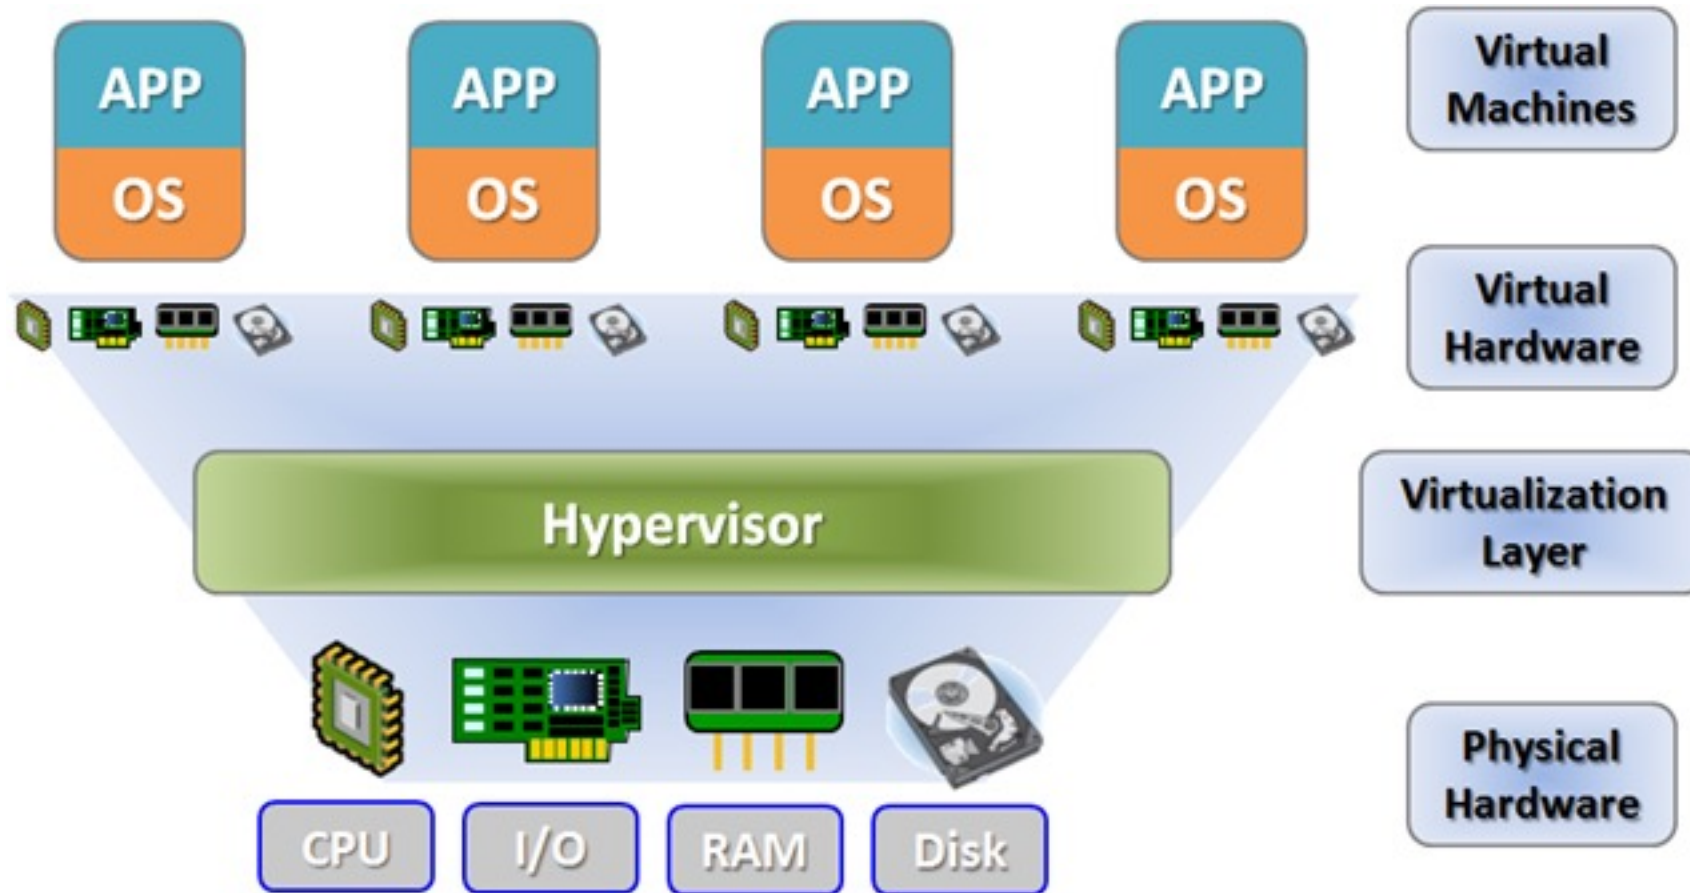 APP
OS
APP
OS
APP
OS
APP
OS
Virtual
Machines
Virtual
Hardware
Hypervisor
Virtualization
Layer
Physical
Hardware
CPU
I/O
RAM
Disk